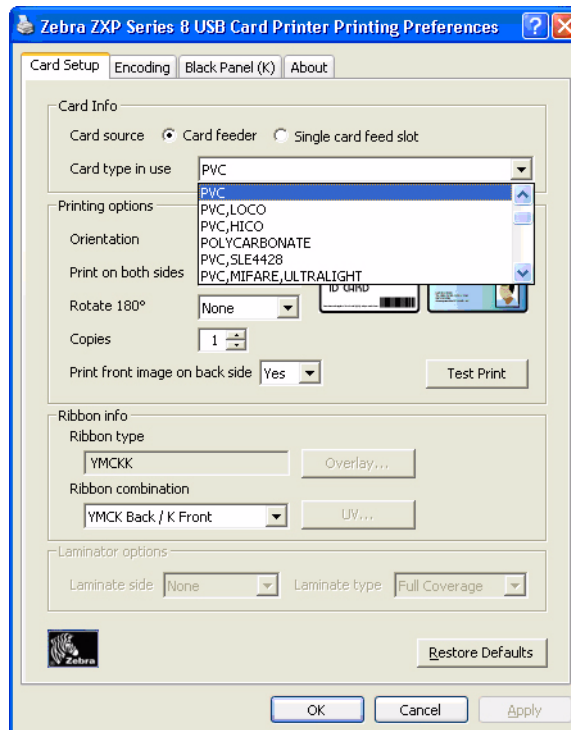 Zebra ZXP Series 8 USB Card Printer Printing Preferences
Card Setup Encoding Black Panel (K) About
Card Info
Card source Card feeder Single card feed slot
Card type in use PVC
PVC
PVC,LOCO
PVC,HICO
POLYCARBONATE
PVC,SLE4428
PVC,MIFARE,ULTRALIGHT
Printing options
Orientation
Print on both sides
ID CARD
Rotate 180° None
Copies 1
Print front image on back side Yes Test Print
Ribbon info
Ribbon type
YMCKK Overlay...
Ribbon combination
YMCK Back / K Front UV...
Laminator options
Laminate side None Laminate type Full Coverage
Zebra
Restore Defaults
OK Cancel Apply